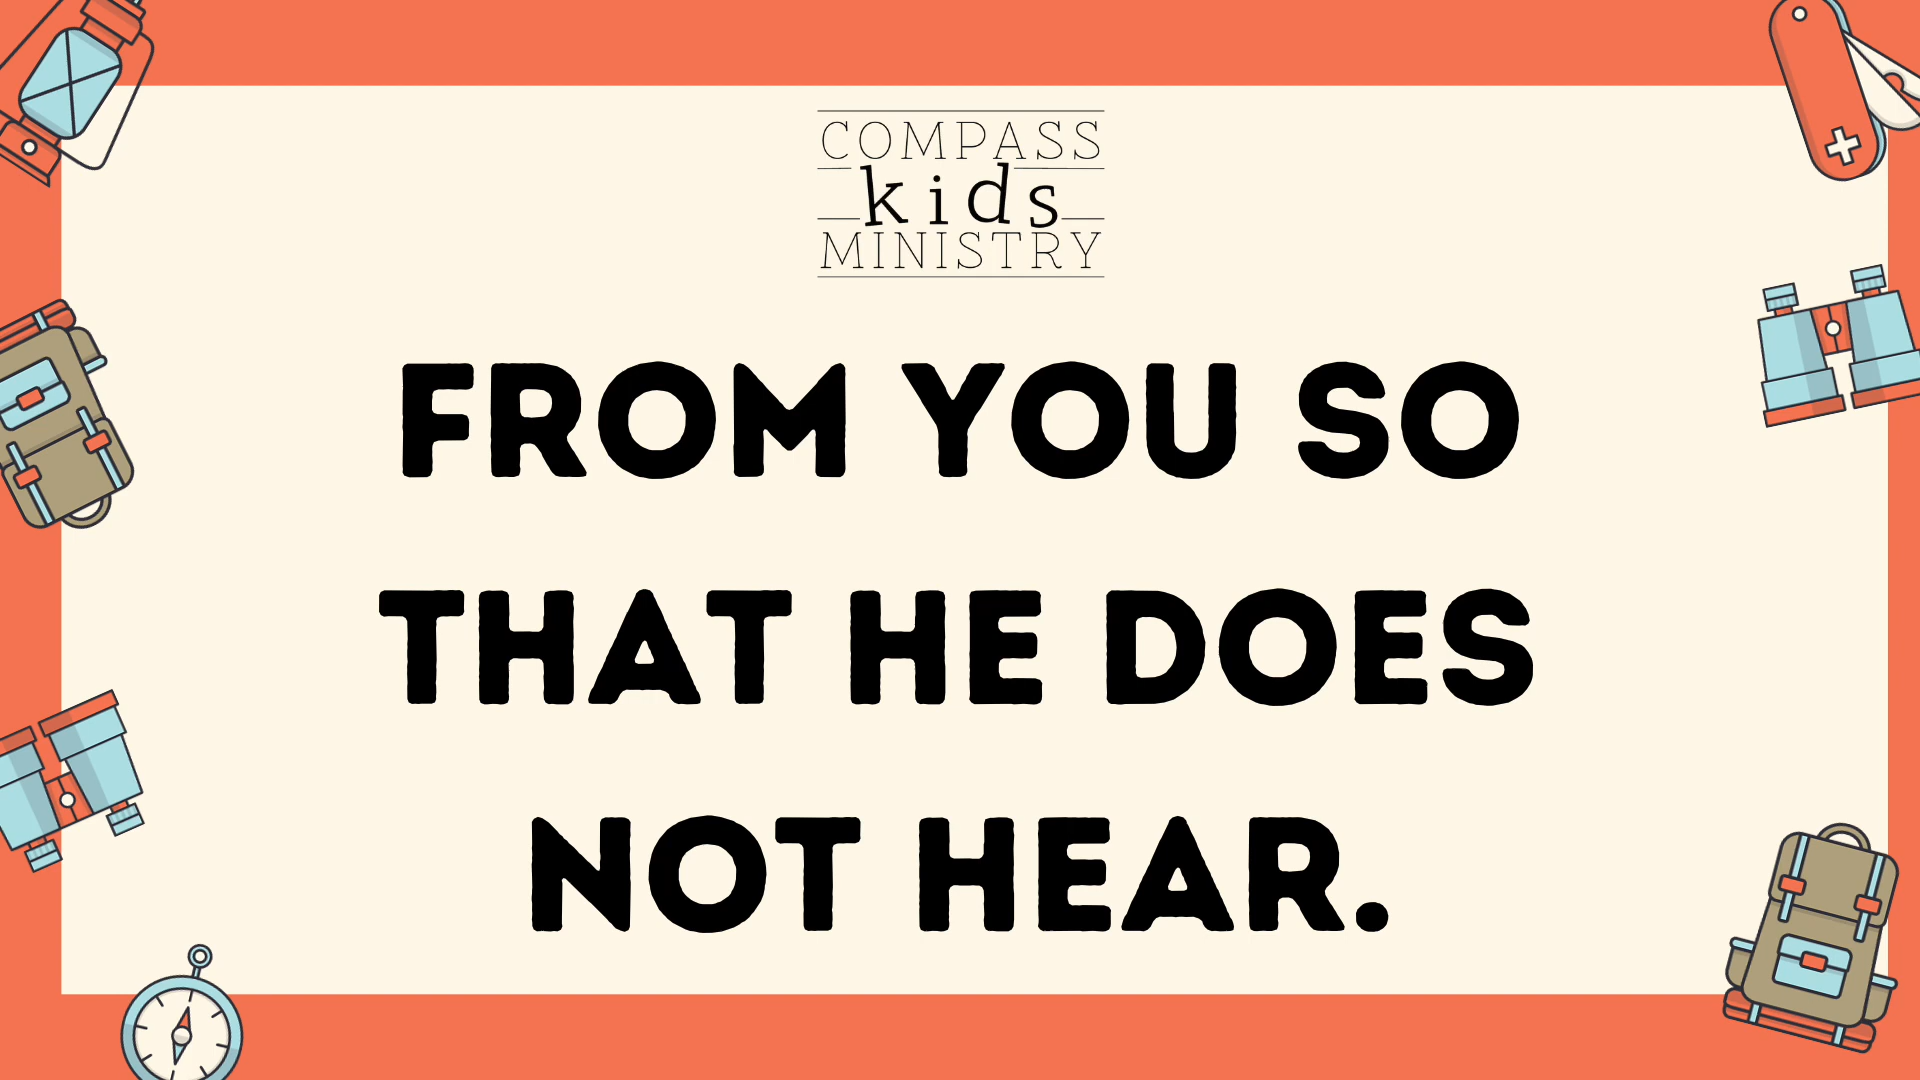 COMPASS
kids
MINISTRY
FROM YOU SO
THAT HE DOES
NOT HEAR.